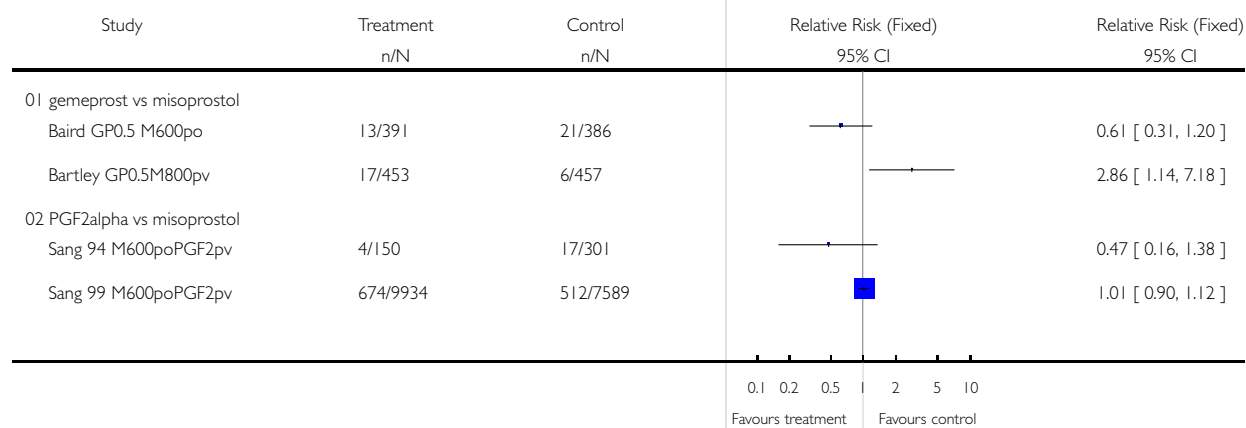 Study Treatment Control Relative Risk (Fixed) Relative Risk (Fixed)
n/N n/N 95% CI 95% CI
01 gemeprost vs misoprostol
Baird GP0.5 M600po 13/391 21/386 0.61 [ 0.31, 1.20 ]
Bartley GP0.5M800pv 17/453 6/457 2.86 [ 1.14, 7.18 ]
02 PGF2alpha vs misoprostol
Sang 94 M600poPGF2pv 4/150 17/301 0.47 [ 0.16, 1.38 ]
Sang 99 M600poPGF2pv 674/9934 512/7589 1.01 [ 0.90, 1.12 ]
0.1 0.2 0.5 1 2 5 10
Favours treatment Favours control